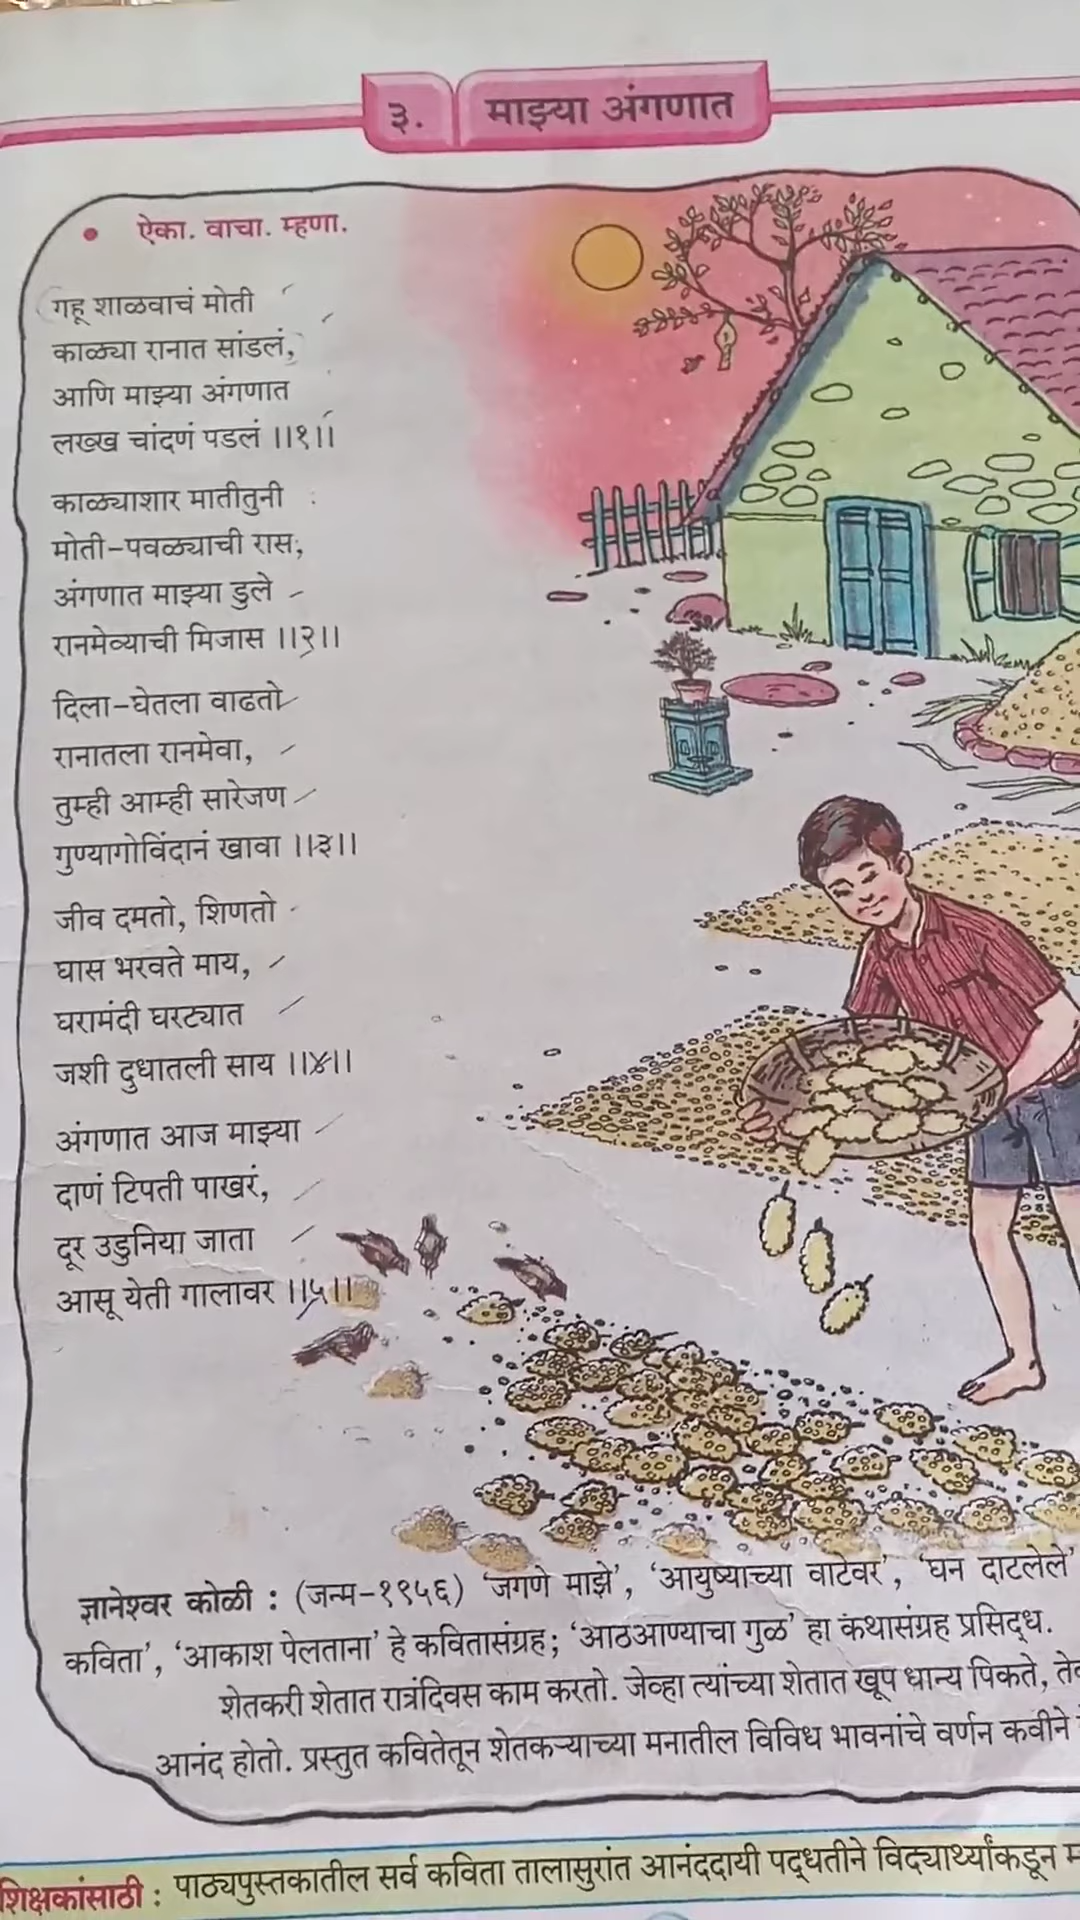 ३. माझ्या अंगणात
• ऐका. वाचा. म्हणा.
गहू शाळवाचं मोती
काळ्या रानात सांडलं,
आणि माझ्या अंगणात
लख्ख चांदणं पडलं ।।१।।
काळ्याशार मातीतुनी
मोती-पवळ्याची रास;
अंगणात माझ्या डुले
रानमेव्याची मिजास ।।२।।
दिला-घेतला वाढतो
रानातला रानमेवा,
तुम्ही आम्ही सारेजण
गुण्यागोविंदानं खावा ।।३।।
जीव दमतो, शिणतो
घास भरवते माय,
घरामंदी घरट्यात
जशी दुधातली साय ।।४।।
अंगणात आज माझ्या
दाणं टिपती पाखरं,
दूर उडुनिया जाता
आसू येती गालावर ।।५।।
ज्ञानेश्वर कोळी : (जन्म-१९५६) 'जगणे माझे', 'आयुष्याच्या वाटेवर', 'घन दाटलेले'
कविता', 'आकाश पेलताना' हे कवितासंग्रह; 'आठआण्याचा गुळ' हा कथासंग्रह प्रसिद्ध.
शेतकरी शेतात रात्रंदिवस काम करतो. जेव्हा त्यांच्या शेतात खूप धान्य पिकते,
आनंद होतो. प्रस्तुत कवितेतून शेतकऱ्याच्या मनातील विविध भावनांचे वर्णन कवीने
शिक्षकांसाठी : पाठ्यपुस्तकातील सर्व कविता तालासुरांत आनंददायी पद्धतीने विद्यार्थ्यांकडून